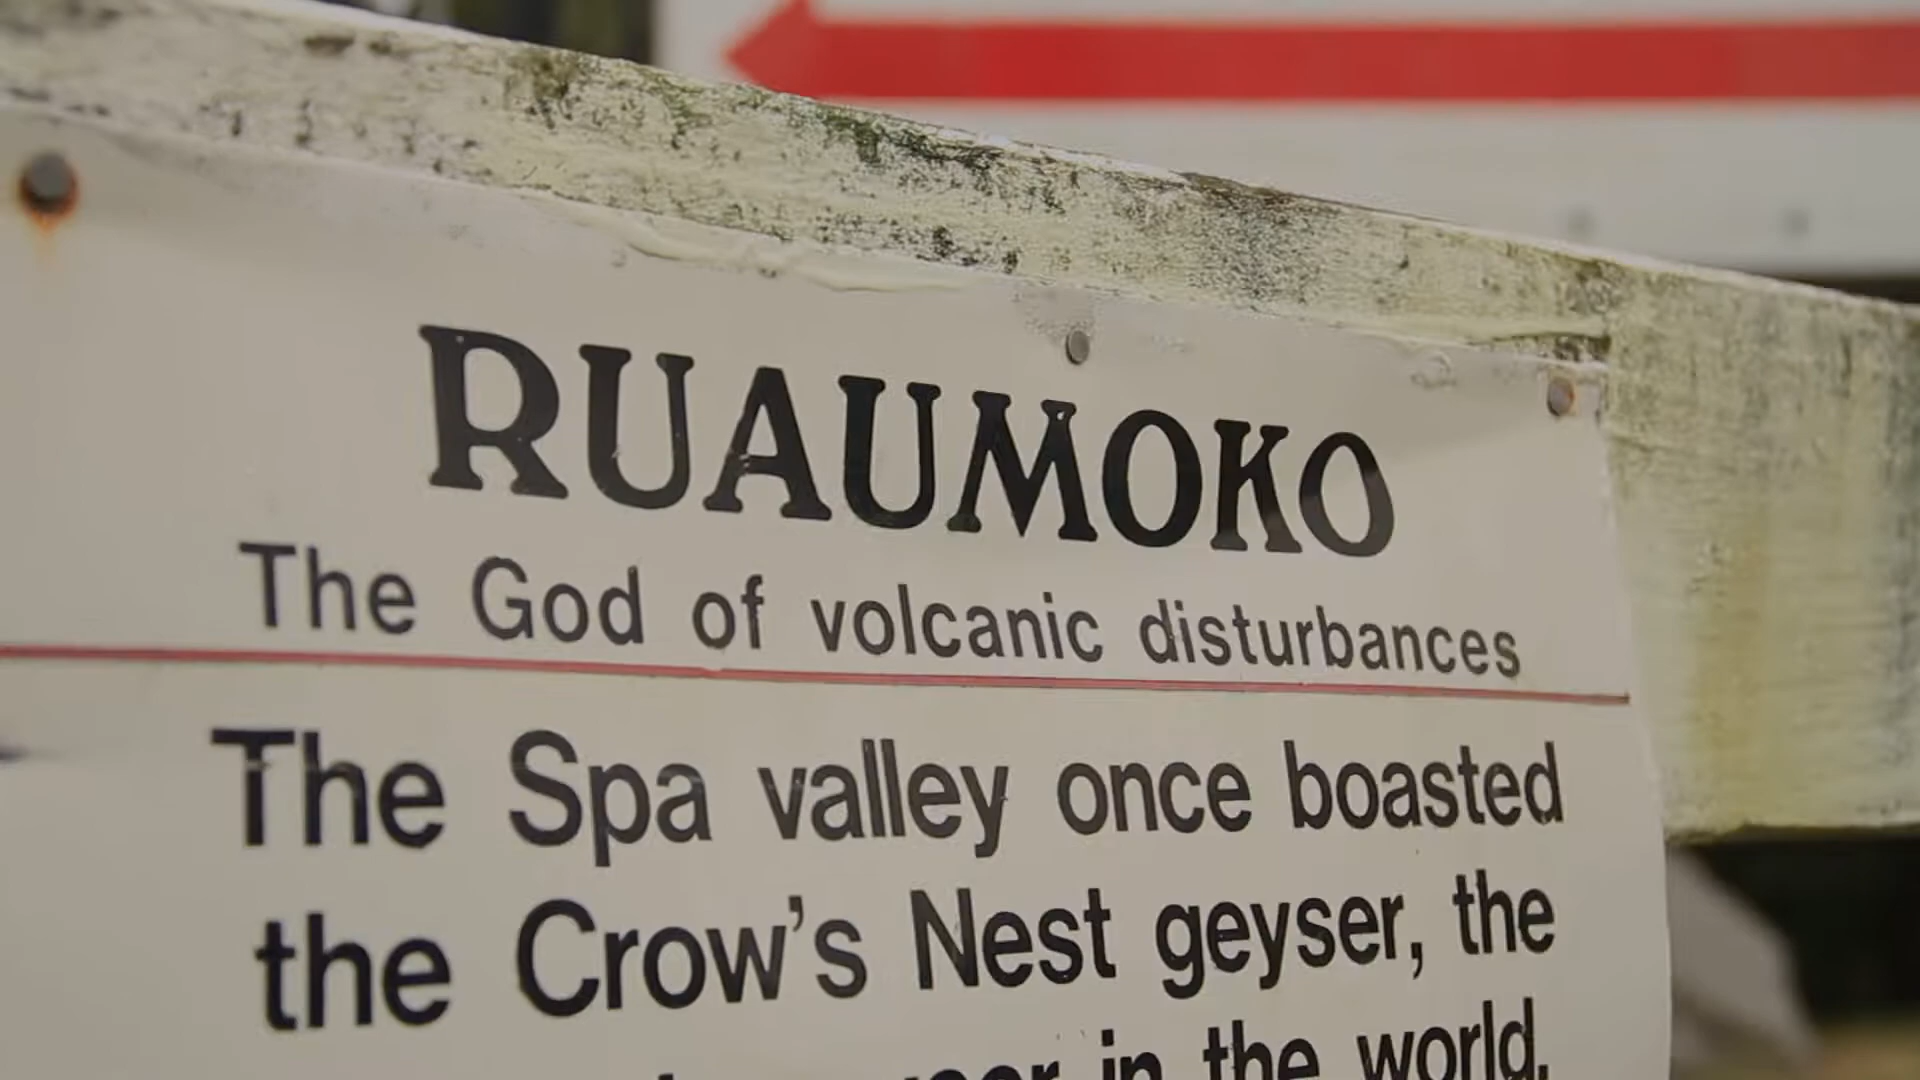 RUAUMOKO
The God of volcanic disturbances
The Spa valley once boasted
the Crow's Nest geyser, the
in the world.